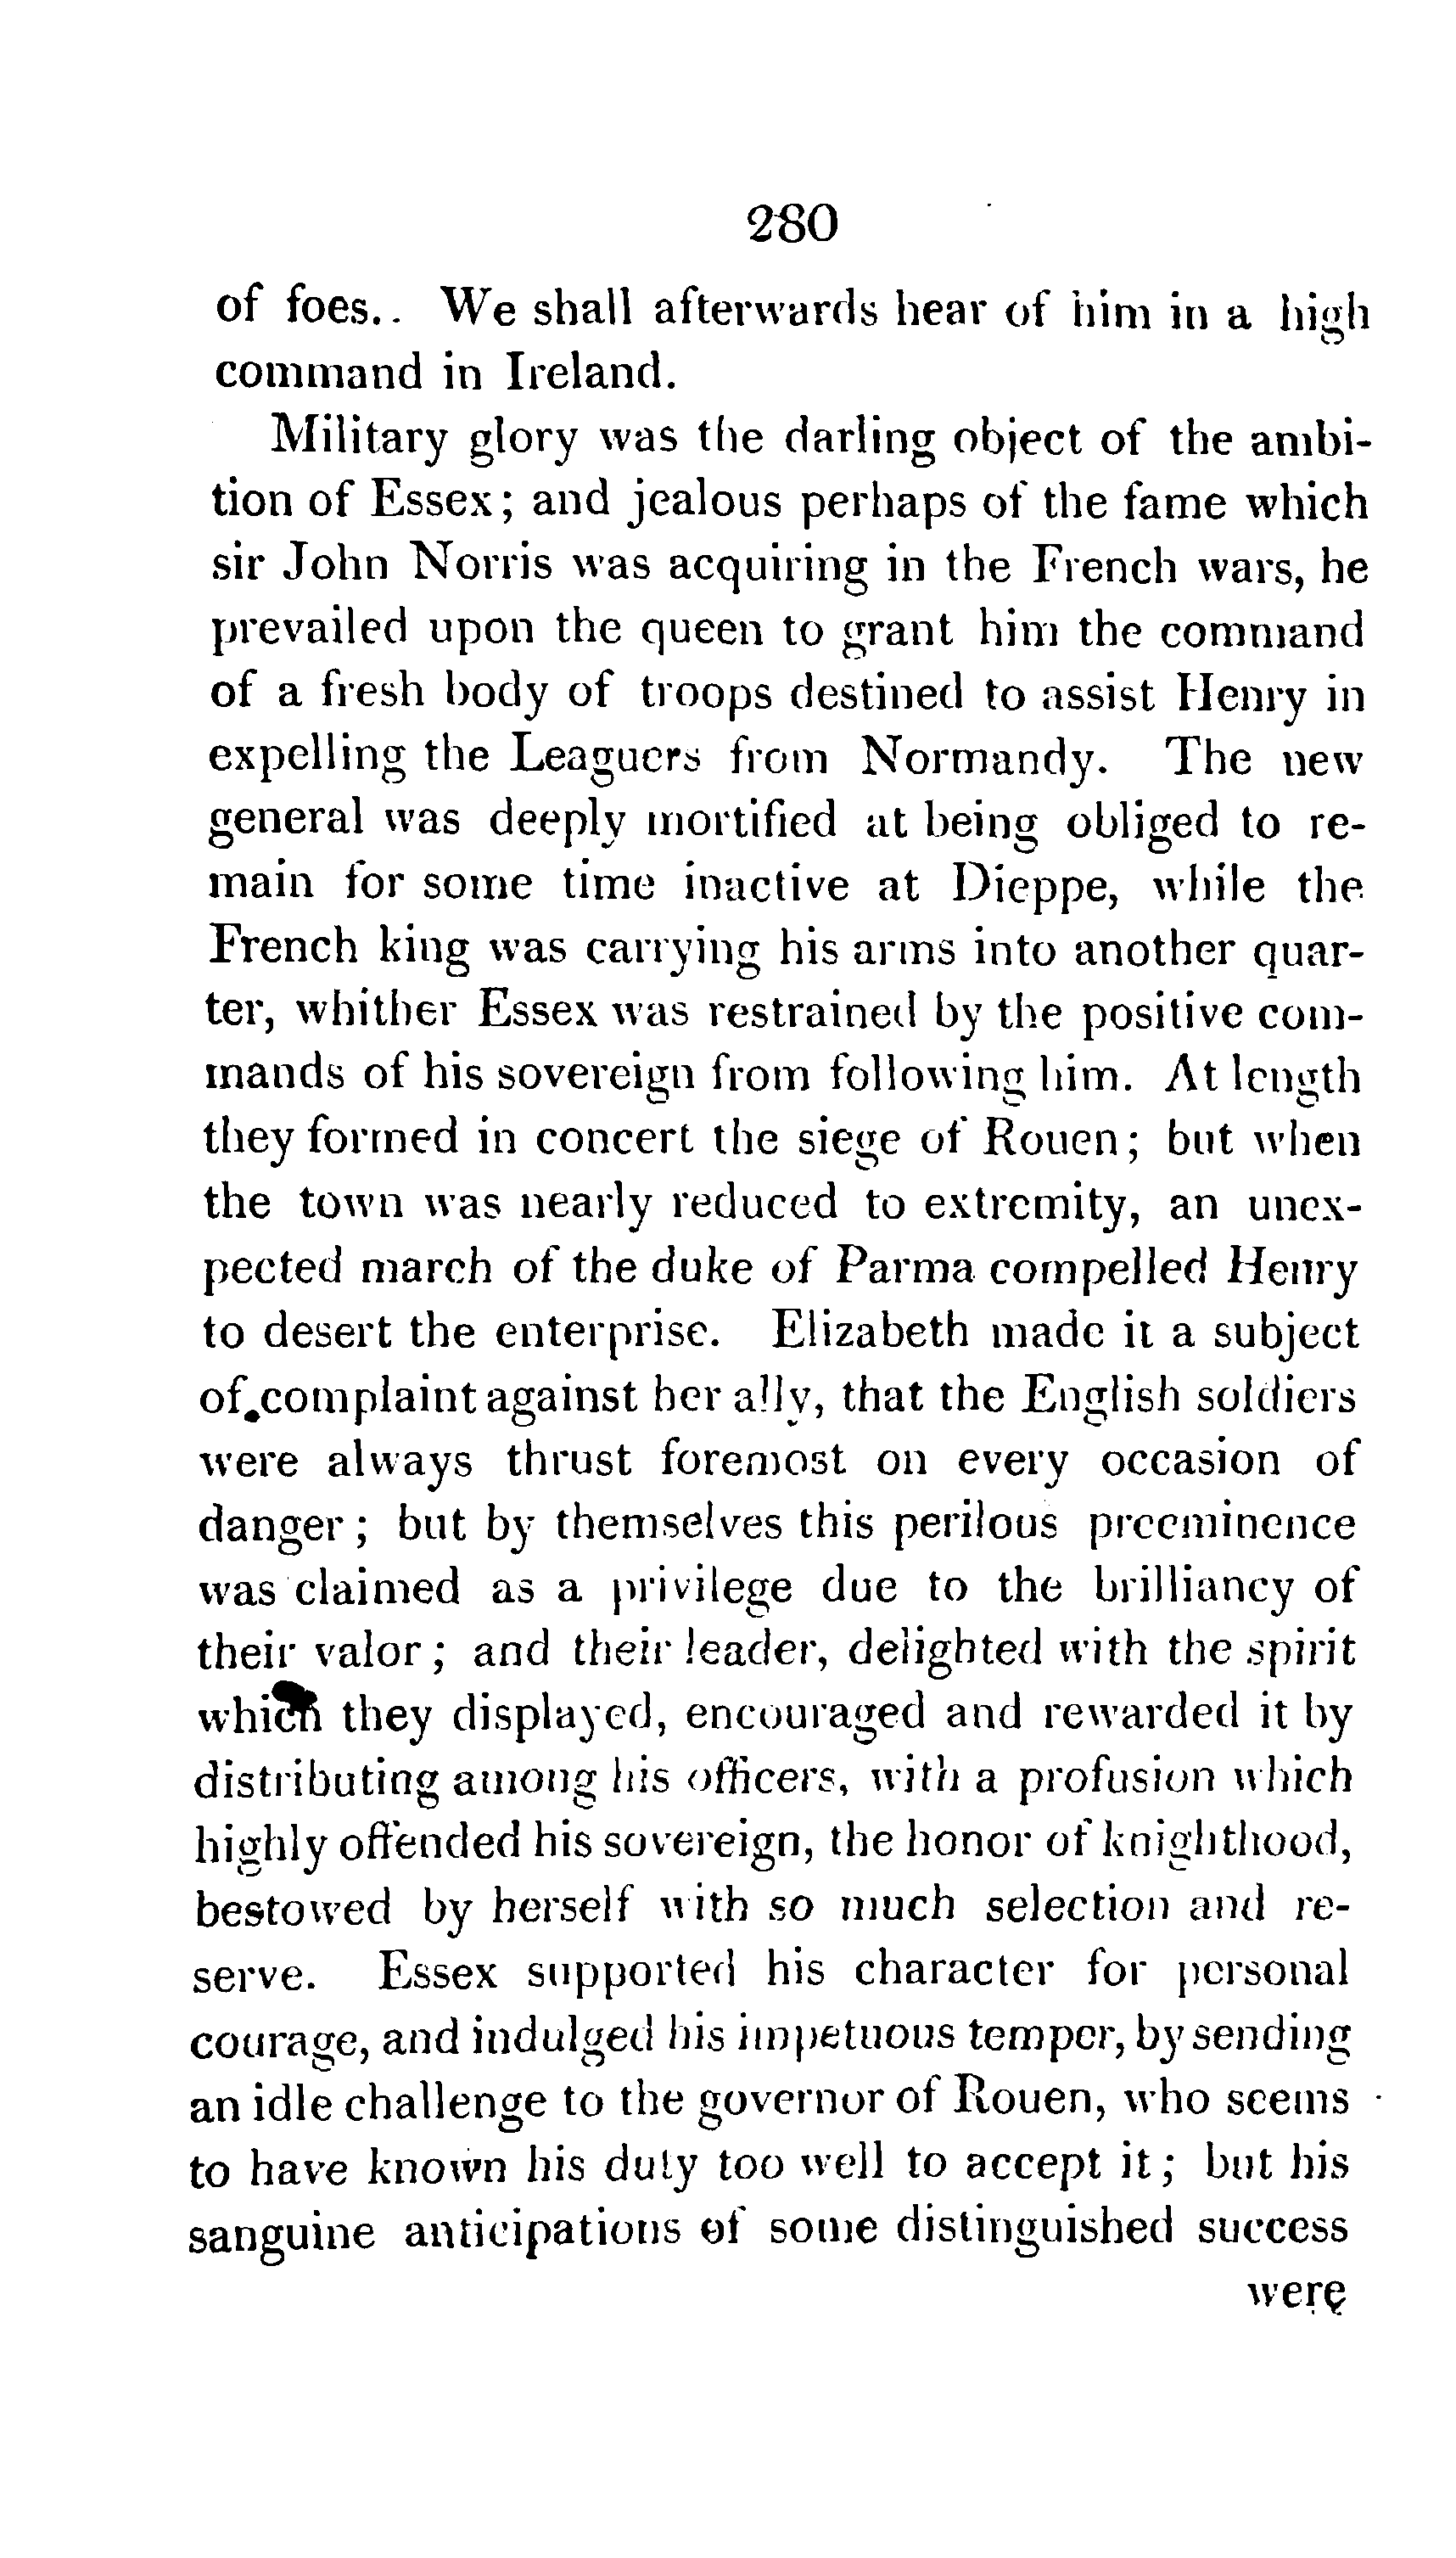 280
of foes.. We shall afterwards hear of him in a high
command in Ireland.
Military glory was the darling object of the ambi-
tion of Essex; and jealous perhaps of the fame which
sir John Norris was acquiring in the French wars, he
prevailed upon the queen to grant him the command
of a fresh body of troops destined to assist Henry in
expelling the Leaguers from Normandy. The new
general was deeply mortified at being obliged to re-
main for some time inactive at Dieppe, while the
French king was carrying his arms into another quar-
ter, whither Essex was restrained by the positive com-
mands of his sovereign from following him. At length
they formed in concert the siege of Rouen; but when
the town was nearly reduced to extremity, an unex-
pected march of the duke of Parma compelled Henry
to desert the enterprise. Elizabeth made it a subject
of complaint against her ally, that the English soldiers
were always thrust foremost on every occasion of
danger; but by themselves this perilous preeminence
was claimed as a privilege due to the brilliancy of
their valor; and their leader, delighted with the spirit
which they displayed, encouraged and rewarded it by
distributing among his officers, with a profusion which
highly offended his sovereign, the honor of knighthood,
bestowed by herself with so much selection and re-
serve. Essex supported his character for personal
courage, and indulged his impetuous temper, by sending
an idle challenge to the governor of Rouen, who seems
to have known his duty too well to accept it; but his
sanguine anticipations of some distinguished success
were